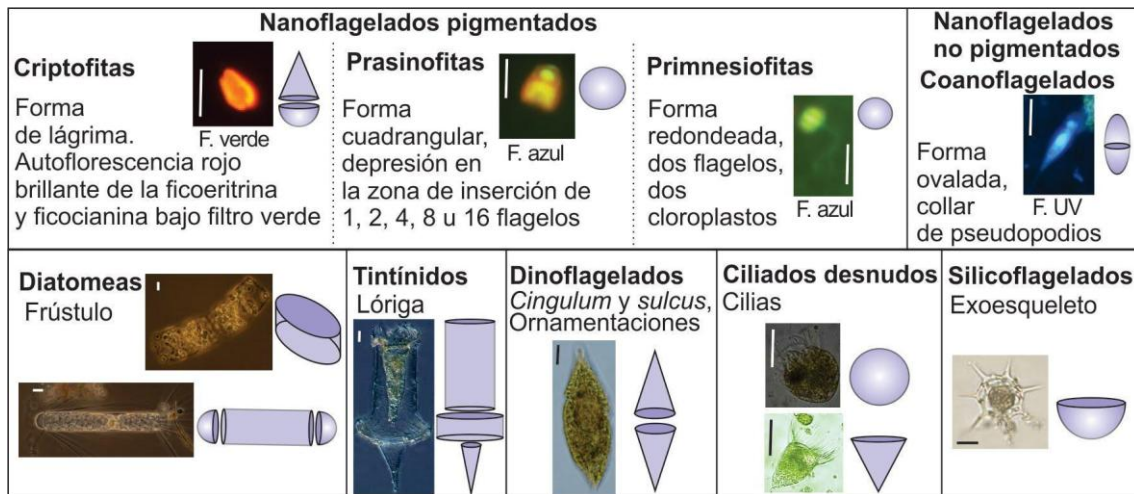 Nanoflagelados pigmentados
Criptofitas
Forma
de lágrima.
Autoflorescencia rojo
brillante de la ficoeritrina
y ficocianina bajo filtro verde
F. verde
Prasinofitas
Forma
cuadrangular,
depresión en
la zona de inserción de
1, 2, 4, 8 u 16 flagelos
F. azul
Primnesiofitas
Forma
redondeada,
dos flagelos,
dos
cloroplastos
F. azul
Nanoflagelados
no pigmentados
Coanoflagelados
Forma
ovalada,
collar
de pseudopodios
F. UV
Diatomeas
Frústulo
Tintínidos
Lóriga
Dinoflagelados
Cingulum y sulcus,
Ornamentaciones
Ciliados desnudos
Cilias
Silicoflagelados
Exoesqueleto